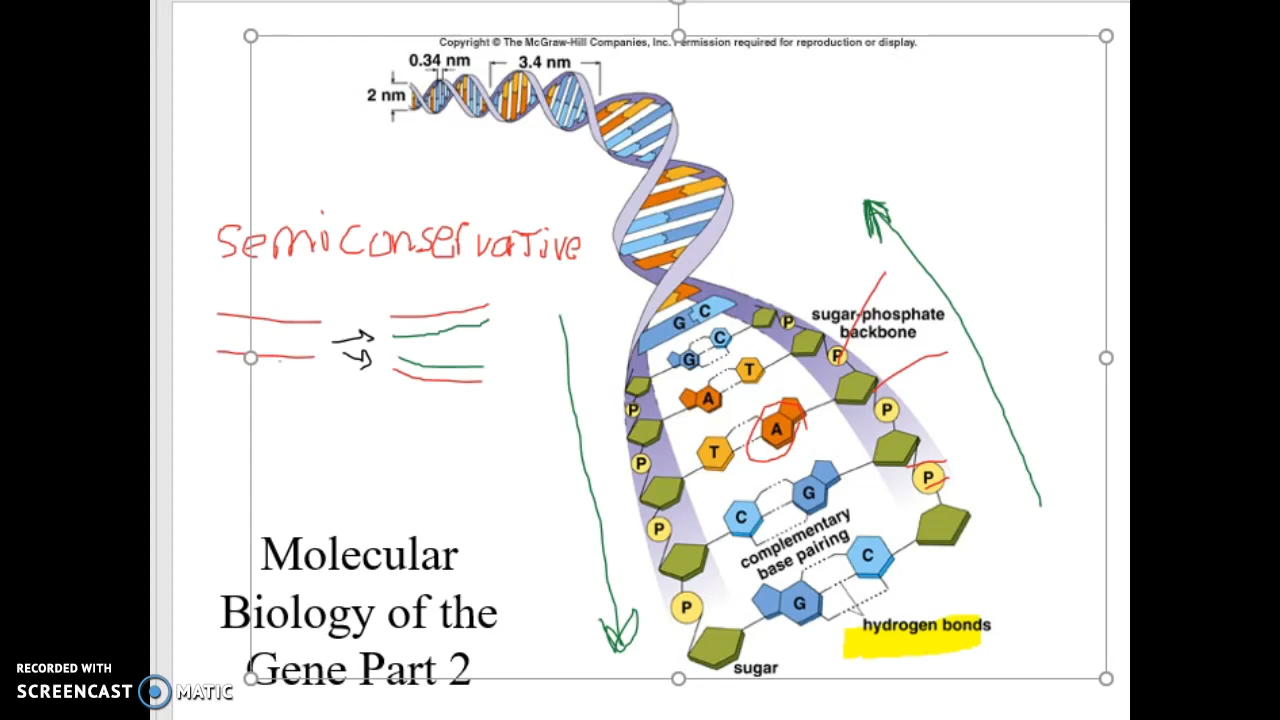 Copyright © The McGraw-Hill Companies, Inc. Permission required for reproduction or display.
0.34 nm
3.4 nm
2 nm
semiconservative
sugar-phosphate
backbone
G C
P
C
G
P
T
A
P
P
A
T
P
P
G
C
P
P
complementary
base pairing
C
G
P
hydrogen bonds
sugar
Molecular
Biology of the
Gene Part 2
RECORDED WITH
SCREENCAST MATIC